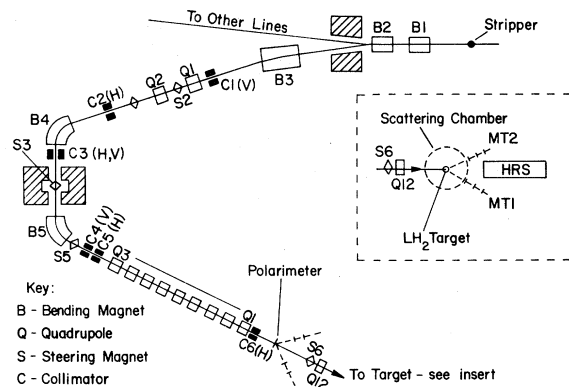 To Other Lines
B2
B1
Stripper
B3
Q1
Q2
S2
C1(V)
C2(H)
B4
S3
C3(H,V)
B5
S5
C4(V)
C5(H)
Q3
Q1
C6(H)
Polarimeter
S6
Q12
To Target - see insert
Key:
B - Bending Magnet
Q - Quadrupole
S - Steering Magnet
C - Collimator
Scattering Chamber
MT2
S6
Q12
HRS
MT1
LH2Target